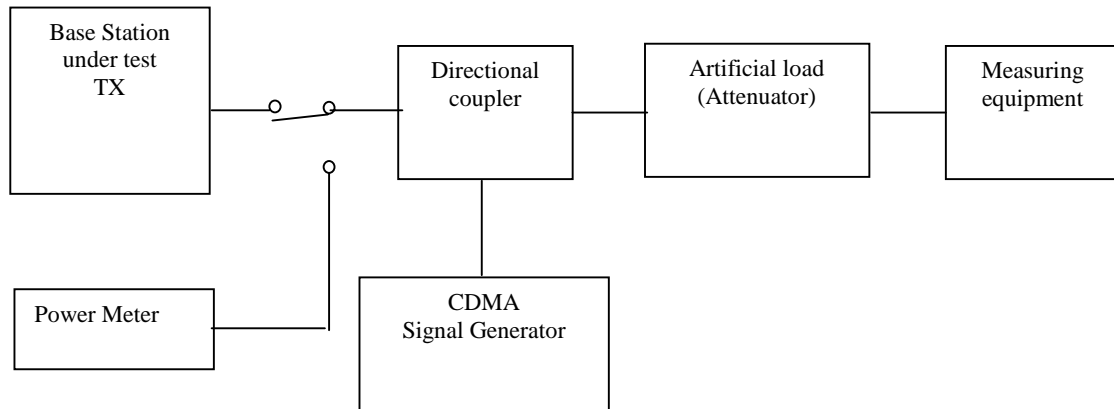 Base Station
under test
TX
Directional
coupler
Artificial load
(Attenuator)
Measuring
equipment
Power Meter
CDMA
Signal Generator